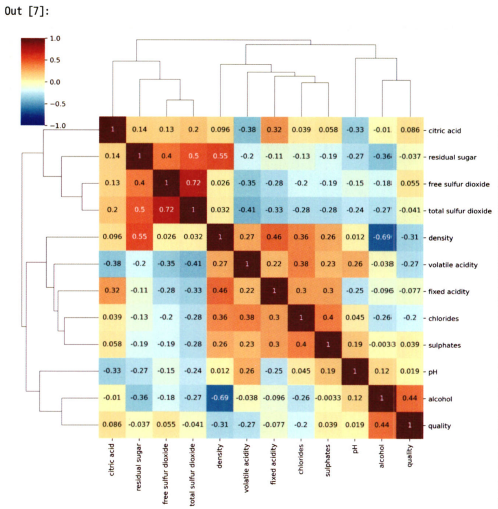 Out [7]:
1.0
0.5
0.0
−0.5
−1.0
1 0.14 0.13 0.2 0.096 -0.38 0.32 0.039 0.058 -0.33 -0.01 0.086 citric acid
0.14 1 0.4 0.5 0.55 -0.2 -0.11 -0.13 -0.19 -0.27 -0.36 -0.037 residual sugar
0.13 0.4 1 0.72 0.026 -0.35 -0.28 -0.2 -0.19 -0.15 -0.18 0.055 free sulfur dioxide
0.2 0.5 0.72 1 0.032 -0.41 -0.33 -0.28 -0.28 -0.24 -0.27 -0.041 total sulfur dioxide
0.096 0.55 0.026 0.032 1 0.27 0.46 0.36 0.26 0.012 -0.69 -0.31 density
-0.38 -0.2 -0.35 -0.41 0.27 1 0.22 0.38 0.23 0.26 -0.038 -0.27 volatile acidity
0.32 -0.11 -0.28 -0.33 0.46 0.22 1 0.3 0.3 -0.25 -0.096 -0.077 fixed acidity
0.039 -0.13 -0.2 -0.28 0.36 0.38 0.3 1 0.4 0.045 -0.26 -0.2 chlorides
0.058 -0.19 -0.19 -0.28 0.26 0.23 0.3 0.4 1 0.19 -0.0033 0.039 sulphates
-0.33 -0.27 -0.15 -0.24 0.012 0.26 -0.25 0.045 0.19 1 0.12 0.019 pH
-0.01 -0.36 -0.18 -0.27 -0.69 -0.038 -0.096 -0.26 -0.0033 0.12 1 0.44 alcohol
0.086 -0.037 0.055 -0.041 -0.31 -0.27 -0.077 -0.2 0.039 0.019 0.44 1 quality
citric acid
residual sugar
free sulfur dioxide
total sulfur dioxide
density
volatile acidity
fixed acidity
chlorides
sulphates
pH
alcohol
quality